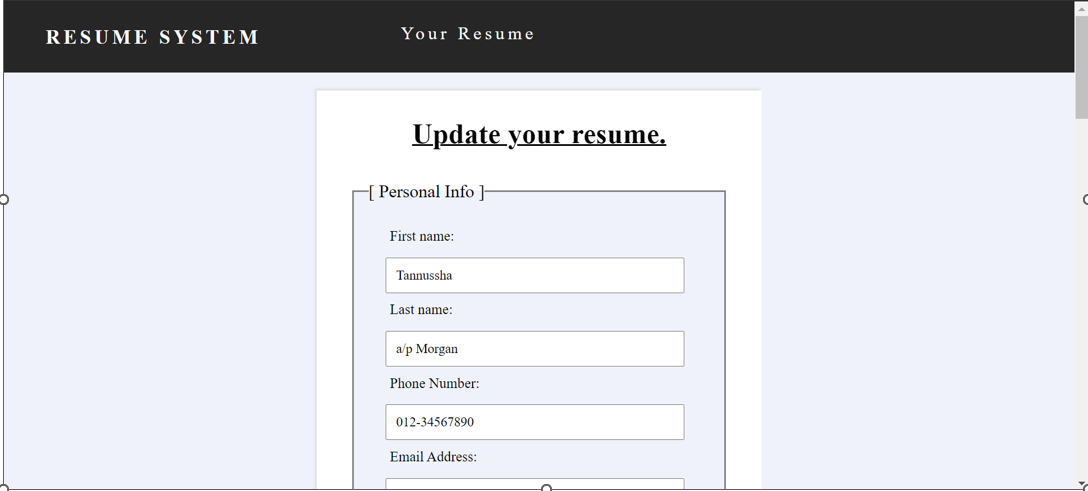 RESUME SYSTEM
Your Resume
Update your resume.
[ Personal Info ]
First name:
Tannussha
Last name:
a/p Morgan
Phone Number:
012-34567890
Email Address: